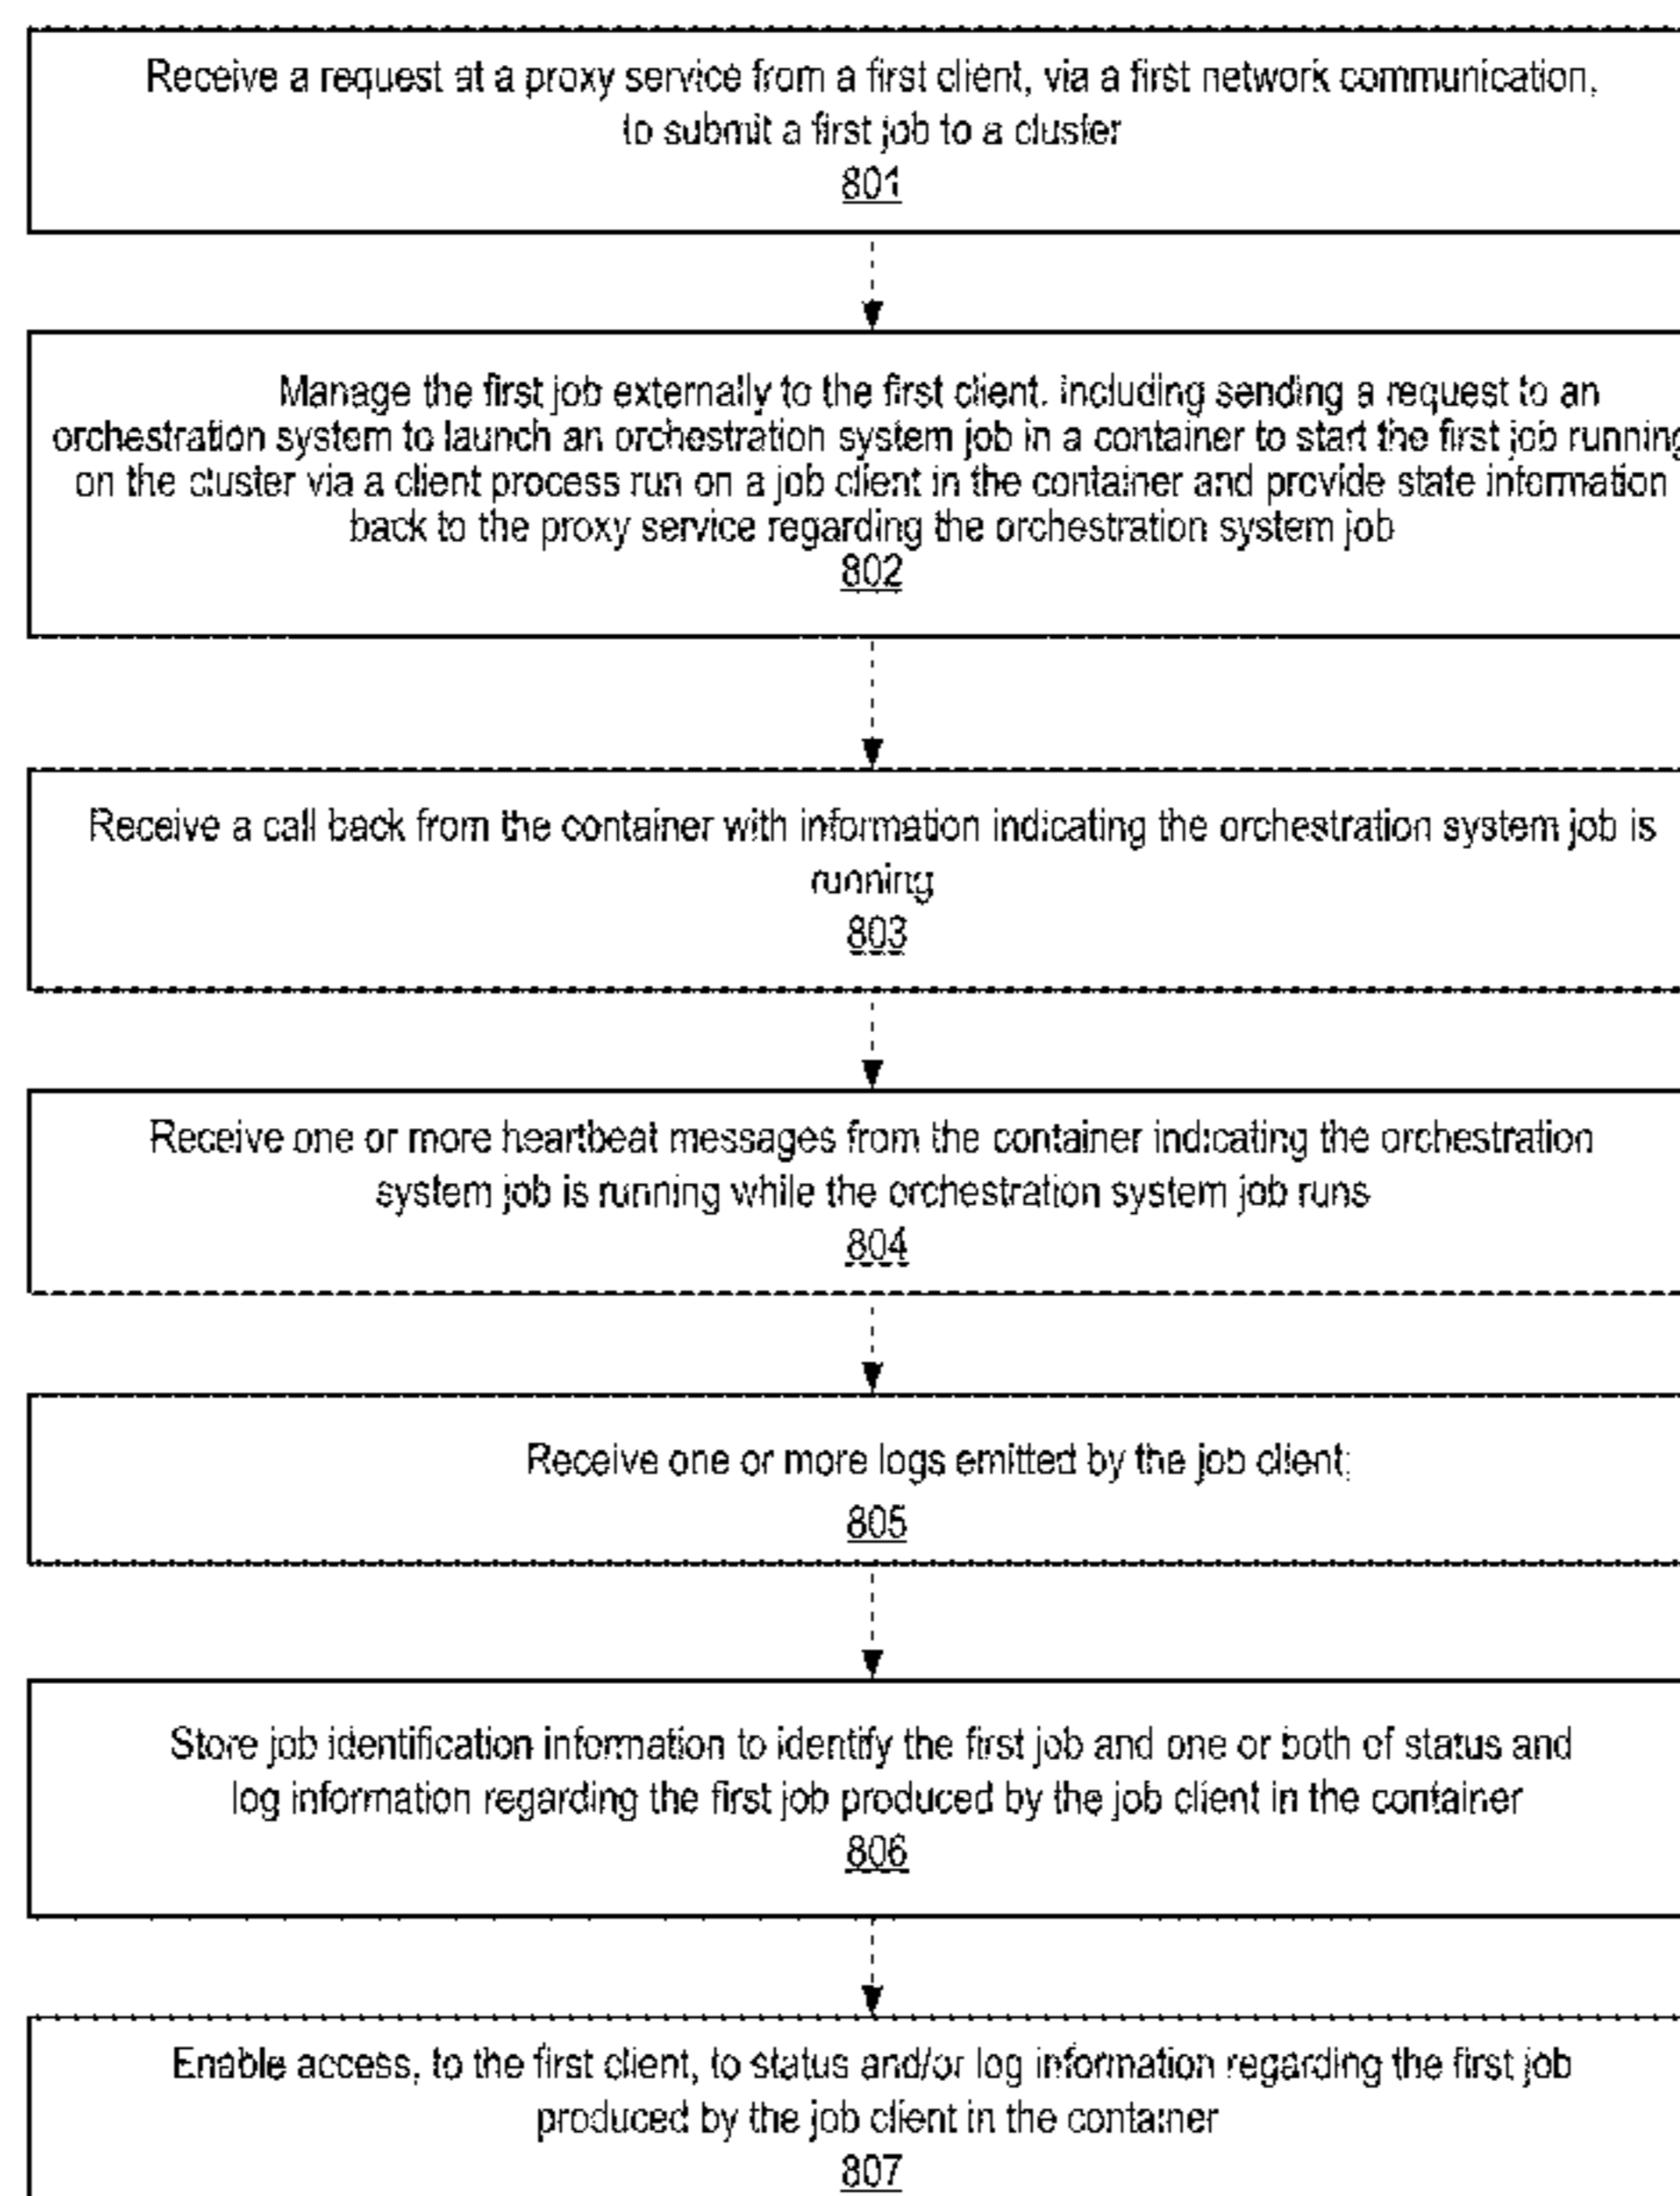 Receive a request at a proxy service from a first client, via a first network communication,
to submit a first job to a cluster
801
Manage the first job externally to the first client, including sending a request to an
orchestration system to launch an orchestration system job in a container to start the first job running
on the cluster via a client process run on a job client in the container and provide state information
back to the proxy service regarding the orchestration system job
802
Receive a call back from the container with information indicating the orchestration system job is
running
803
Receive one or more heartbeat messages from the container indicating the orchestration
system job is running while the orchestration system job runs
804
Receive one or more logs emitted by the job client;
805
Store job identification information to identify the first job and one or both of status and
log information regarding the first job produced by the job client in the container
806
Enable access, to the first client, to status and/or log information regarding the first job
produced by the job client in the container
807